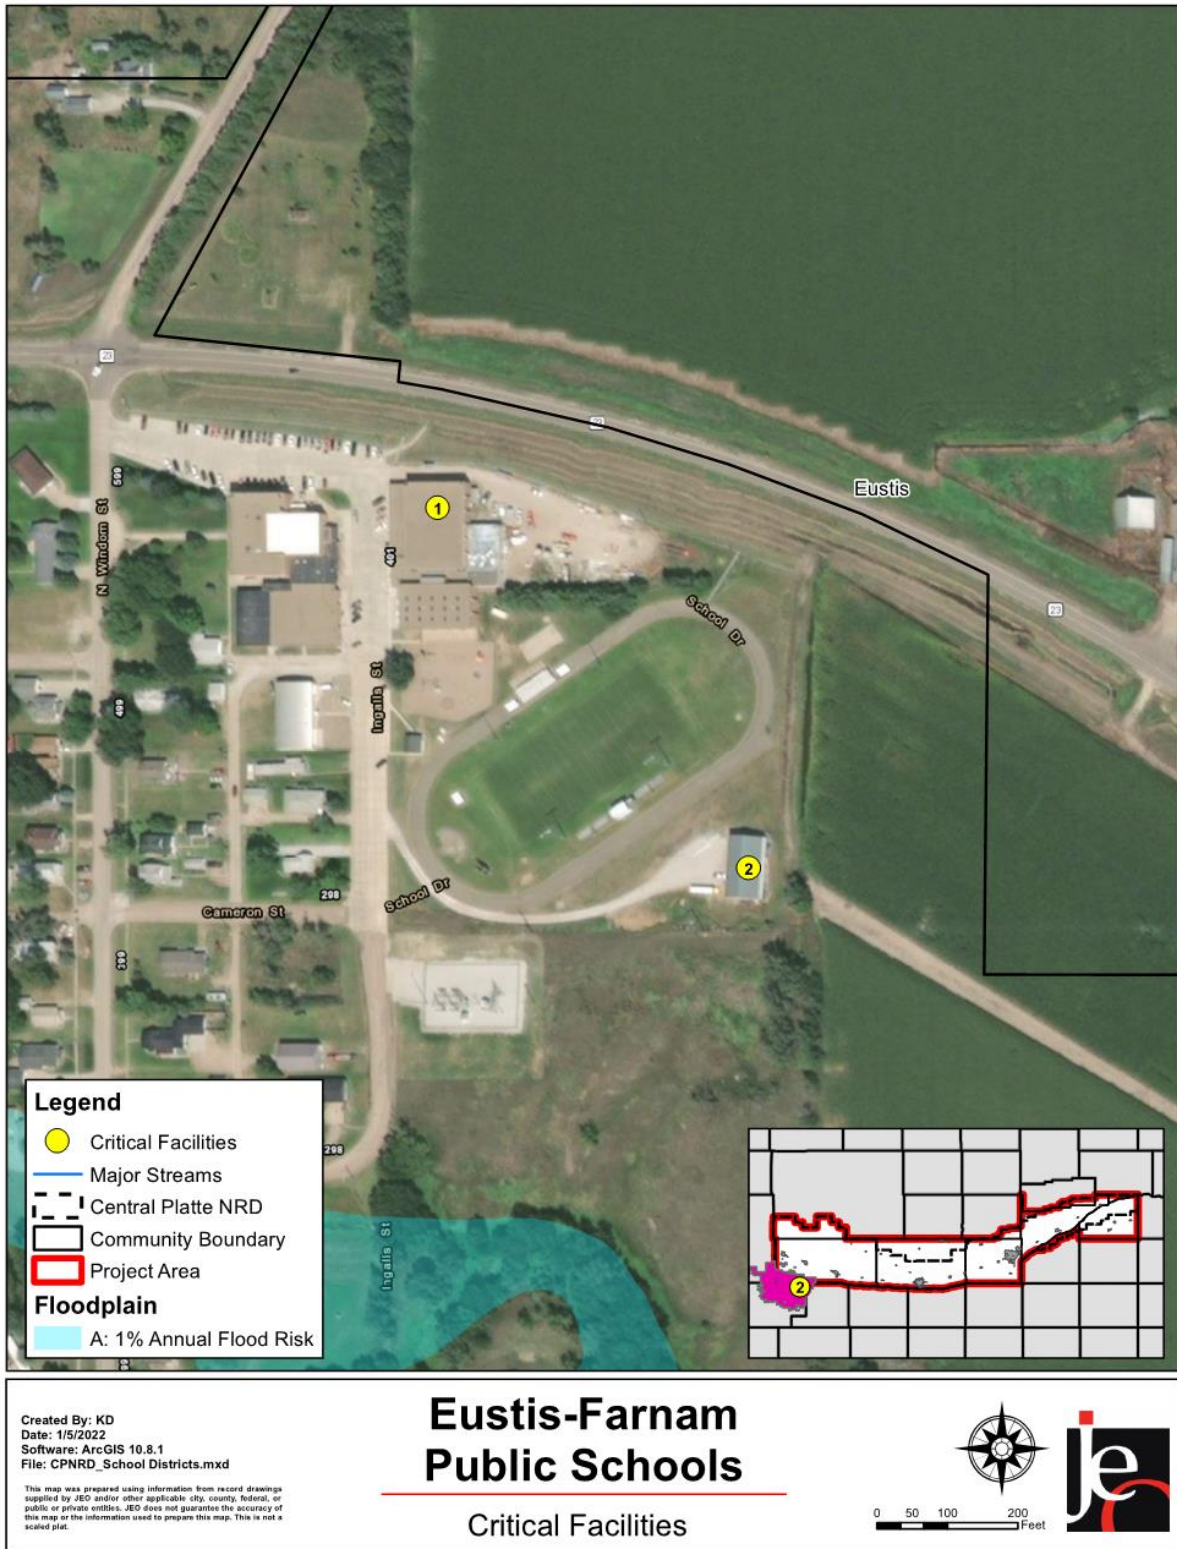 23
23
Eustis
1
599
N Windom St
491
23
School Dr
499
Ingalls St
2
298
School Dr
Cameron St
399
Legend
Critical Facilities
Major Streams
Central Platte NRD
Community Boundary
Project Area
Floodplain
A: 1% Annual Flood Risk
298
Ingalls St
2
Created By: KD
Date: 1/5/2022
Software: ArcGIS 10.8.1
File: CPNRD_School Districts.mxd
This map was prepared using information from record drawings
supplied by JEO and/or other applicable city, county, federal, or
public or private entities. JEO does not guarantee the accuracy of
this map or the information used to prepare this map. This is not a
scaled plat.
Eustis-Farnam
Public Schools
Critical Facilities
0 50 100 200
Feet
jeo